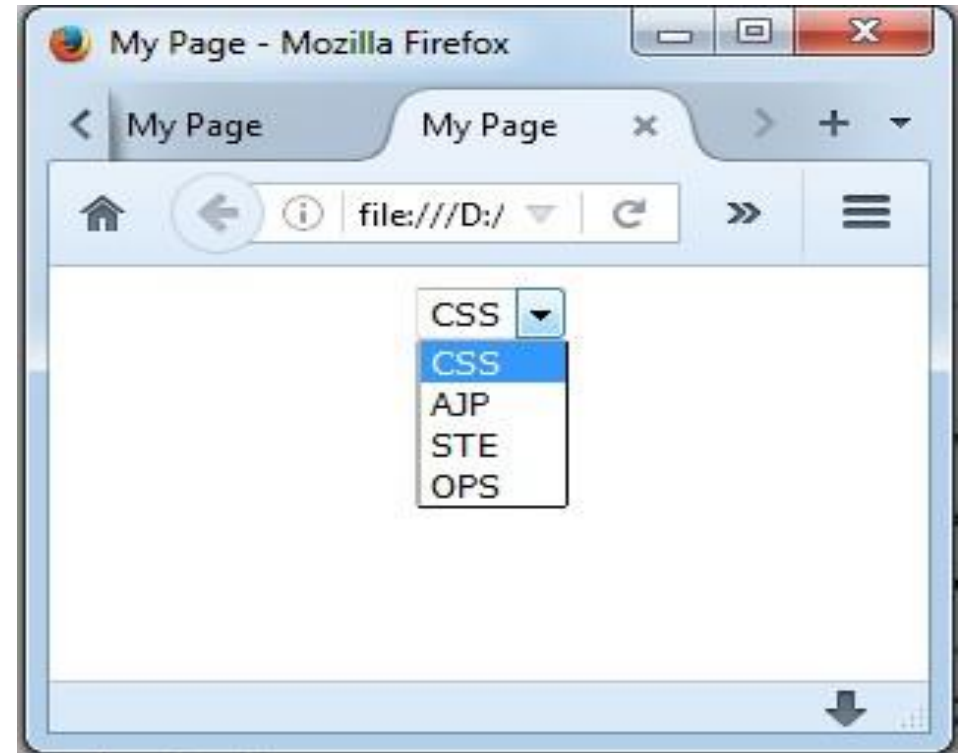 My Page - Mozilla Firefox
My Page My Page
file:///D:/
CSS
CSS
AJP
STE
OPS